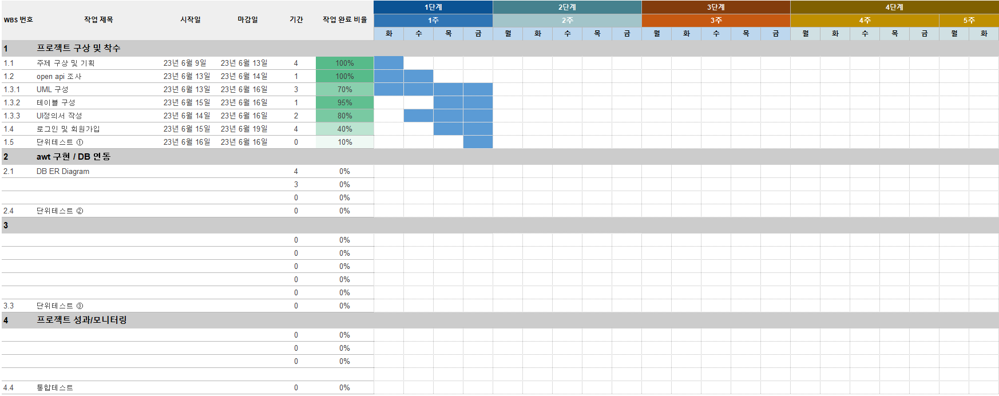 1단계 2단계 3단계 4단계
WBS 번호 작업 제목 시작일 마감일 기간 작업 완료 비율 1주 2주 3주 4주 5주
화 수 목 금 월 화 수 목 금 월 화 수 목 금 월 화 수 목 금 월 화
1 프로젝트 구상 및 착수
1.1 주제 구상 및 기획 23년 6월 9일 23년 6월 13일 4 100%
1.2 open api 조사 23년 6월 13일 23년 6월 14일 1 100%
1.3.1 UML 구성 23년 6월 13일 23년 6월 16일 3 70%
1.3.2 테이블 구성 23년 6월 15일 23년 6월 16일 1 95%
1.3.3 UI정의서 작성 23년 6월 14일 23년 6월 16일 2 80%
1.4 로그인 및 회원가입 23년 6월 15일 23년 6월 19일 4 40%
1.5 단위테스트 ① 23년 6월 16일 23년 6월 16일 0 10%
2 awt 구현 / DB 연동
2.1 DB ER Diagram 4 0%
3 0%
0 0%
2.4 단위테스트 ② 0 0%
3
0 0%
0 0%
0 0%
0 0%
0 0%
3.3 단위테스트 ③ 0 0%
4 프로젝트 성과/모니터링
0 0%
0 0%
0 0%
4.4 통합테스트 0 0%